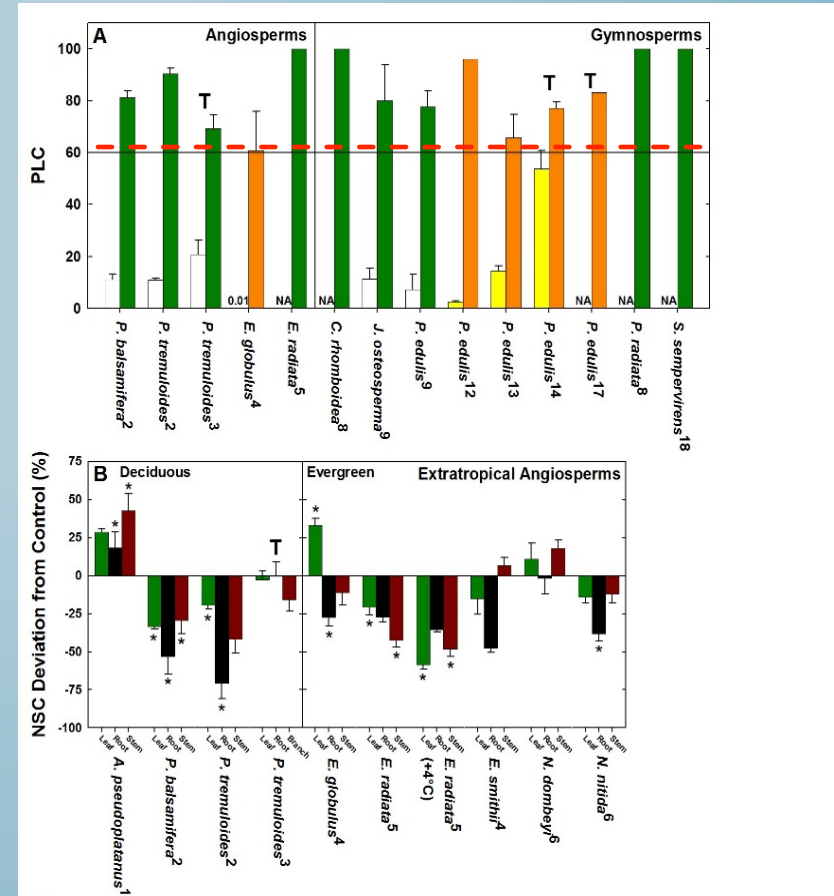 A Angiosperms Gymnosperms
100
80
60
40
20
0
PLC
T
T
T
0.01
NA
NA
NA
NA
NA
P. balsamifera2
P. tremuloides2
P. tremuloides3
E. globulus4
E. radiata5
C. rhomboidea8
J. osteosperma9
P. edulis9
P. edulis12
P. edulis13
P. edulis14
P. edulis17
P. radiata8
S. sempervirens18
B Deciduous Evergreen Extratropical Angiosperms
75
50
25
0
-25
-50
-75
-100
NSC Deviation from Control (%)
* * * * * * * * T * * * * * * *
Leaf Root Stem
Leaf Root Stem
Leaf Root Stem
Leaf Root Branch
Leaf Root Stem
Leaf Root Stem
Leaf Root Stem
Leaf Root Stem
Leaf Root Stem
Leaf Root Stem
A. pseudoplatanus1
P. balsamifera2
P. tremuloides2
P. tremuloides3
E. globulus4
E. radiata5
E. radiata5
(+4°C)
E. smithii4
N. dombeyi6
N. nitida6